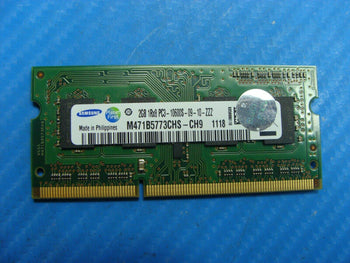 SAMSUNG
2GB 1Rx8 PC3-10600S-09-10-ZZZ
Made in Philippines
M471B5773CHS-CH9 1118